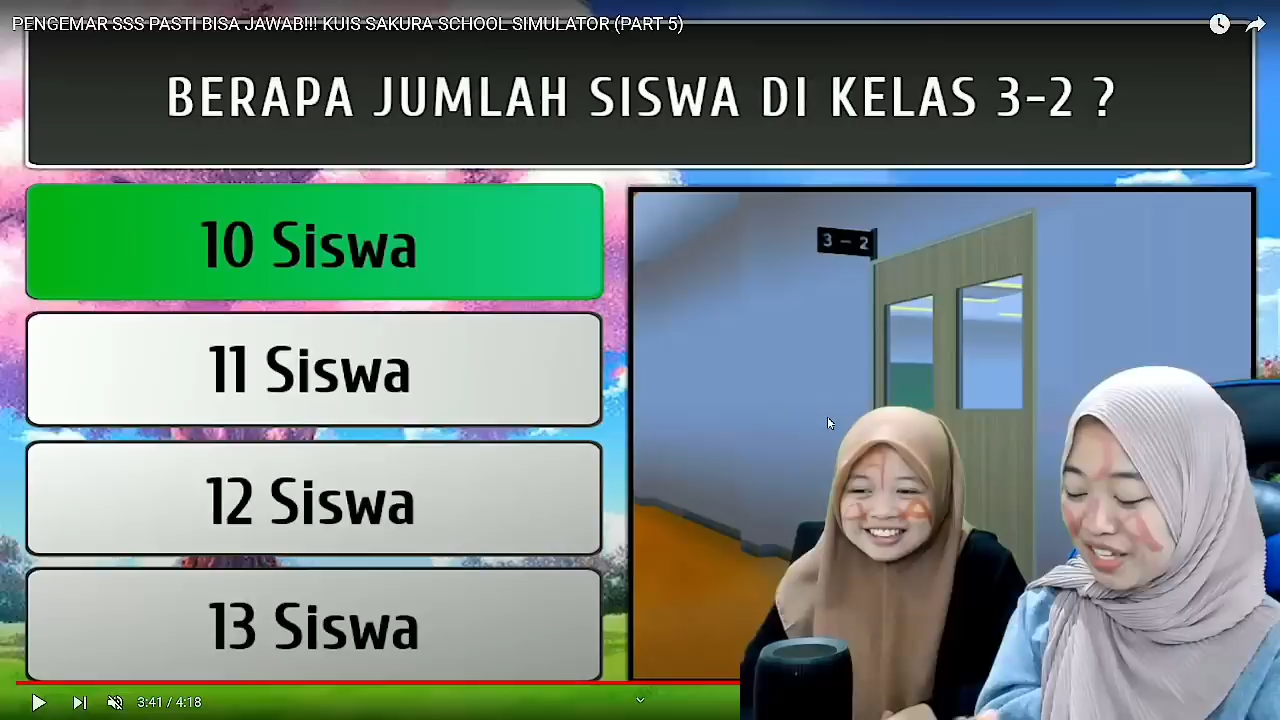 PENGEMAR SSS PASTI BISA JAWAB!!! KUIS SAKURA SCHOOL SIMULATOR (PART 5)
BERAPA JUMLAH SISWA DI KELAS 3-2 ?
10 Siswa
11 Siswa
12 Siswa
13 Siswa
3 - 2
3:41 / 4:18